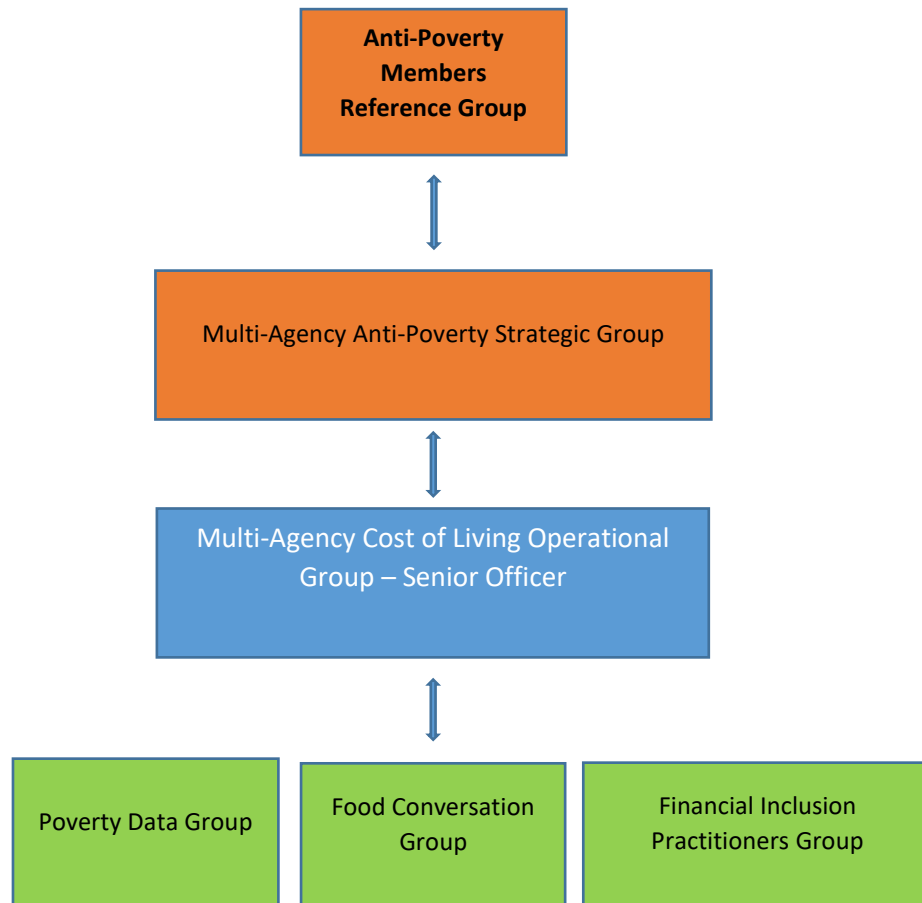 Anti-Poverty
Members
Reference Group
Multi-Agency Anti-Poverty Strategic Group
Multi-Agency Cost of Living Operational
Group – Senior Officer
Poverty Data Group
Food Conversation
Group
Financial Inclusion
Practitioners Group